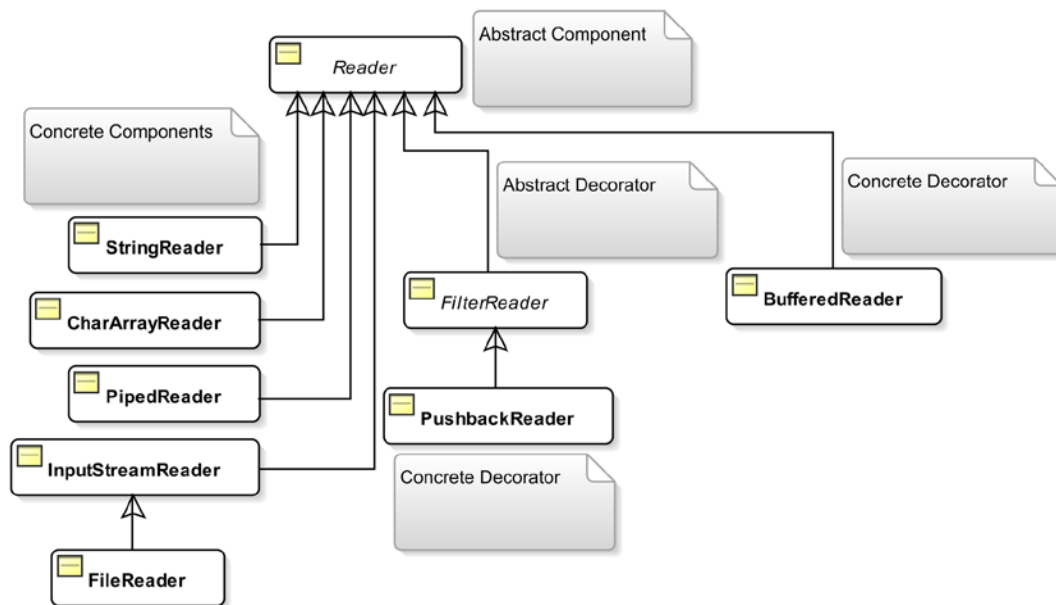 Reader
Abstract Component
Concrete Components
Abstract Decorator
Concrete Decorator
StringReader
FilterReader
BufferedReader
CharArrayReader
PipedReader
PushbackReader
InputStreamReader
Concrete Decorator
FileReader